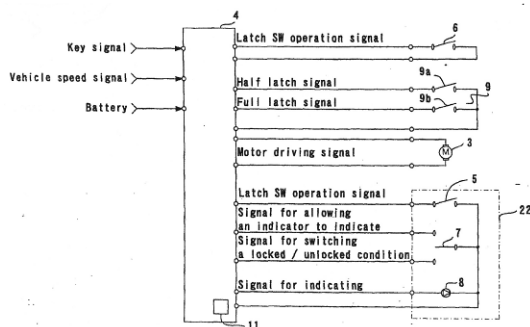 4
Latch SW operation signal
6
Key signal
Vehicle speed signal
Battery
Half latch signal
9a
Full latch signal
9b
9
Motor driving signal
M
3
Latch SW operation signal
5
22
Signal for allowing
an indicator to indicate
Signal for switching
a locked / unlocked condition
7
Signal for indicating
8
11